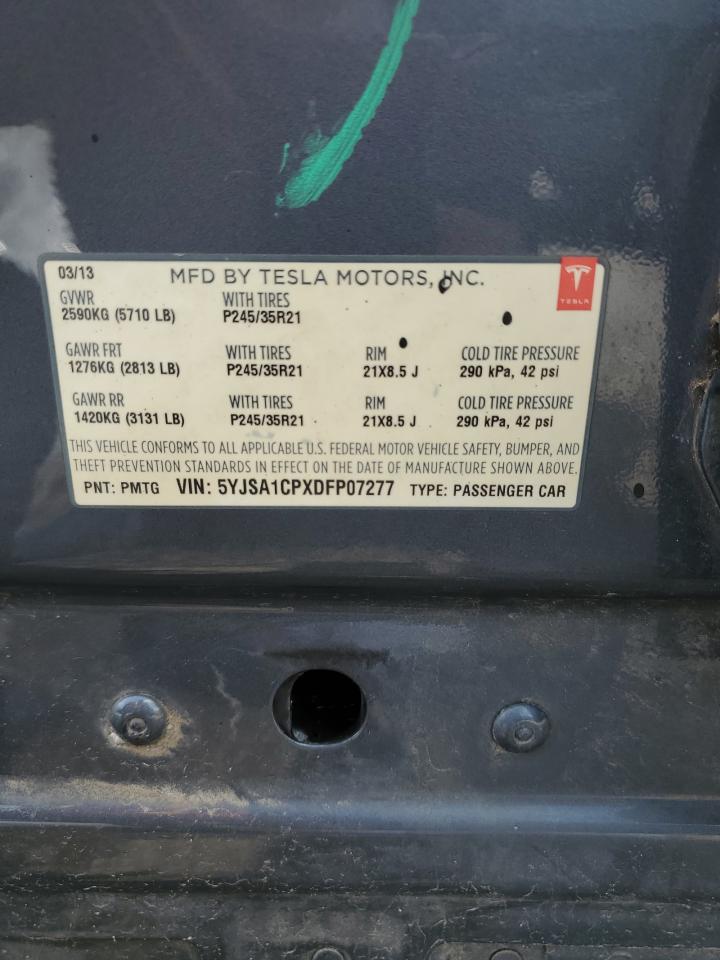 03/13 MFD BY TESLA MOTORS, INC.
TESLA
GVWR WITH TIRES
2590KG (5710 LB) P245/35R21
GAWR FRT WITH TIRES RIM COLD TIRE PRESSURE
1276KG (2813 LB) P245/35R21 21X8.5 J 290 kPa, 42 psi
GAWR RR WITH TIRES RIM COLD TIRE PRESSURE
1420KG (3131 LB) P245/35R21 21X8.5 J 290 kPa, 42 psi
THIS VEHICLE CONFORMS TO ALL APPLICABLE U.S. FEDERAL MOTOR VEHICLE SAFETY, BUMPER, AND
THEFT PREVENTION STANDARDS IN EFFECT ON THE DATE OF MANUFACTURE SHOWN ABOVE.
PNT: PMTG VIN: 5YJSA1CPXDFP07277 TYPE: PASSENGER CAR